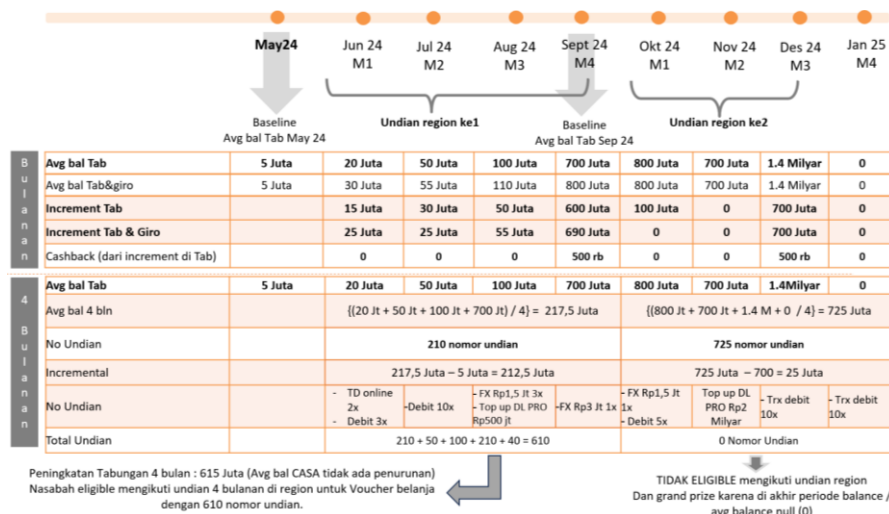 May24 Jun 24 Jul 24 Aug 24 Sept 24 Okt 24 Nov 24 Des 24 Jan 25
M1 M2 M3 M4 M1 M2 M3 M4
Baseline Undian region ke1 Baseline Undian region ke2
Avg bal Tab May 24 Avg bal Tab Sep 24
Bulanan
Avg bal Tab 5 Juta 20 Juta 50 Juta 100 Juta 700 Juta 800 Juta 700 Juta 1.4 Milyar 0
Avg bal Tab&giro 5 Juta 30 Juta 55 Juta 110 Juta 800 Juta 800 Juta 700 Juta 1.4 Milyar 0
Increment Tab 15 Juta 30 Juta 50 Juta 600 Juta 100 Juta 0 700 Juta 0
Increment Tab & Giro 25 Juta 25 Juta 55 Juta 690 Juta 0 0 700 Juta 0
Cashback (dari increment di Tab) 0 0 0 500 rb 0 0 500 rb 0
4 Bulanan
Avg bal Tab 5 Juta 20 Juta 50 Juta 100 Juta 700 Juta 800 Juta 700 Juta 1.4Milyar 0
Avg bal 4 bln {(20 Jt + 50 Jt + 100 Jt + 700 Jt) / 4} = 217,5 Juta {(800 Jt + 700 Jt + 1.4 M + 0 / 4} = 725 Juta
No Undian 210 nomor undian 725 nomor undian
Incremental 217,5 Juta – 5 Juta = 212,5 Juta 725 Juta – 700 = 25 Juta
No Undian
- TD online 2x
- Debit 3x
-Debit 10x
- FX Rp1,5 Jt 3x
- Top up DL PRO Rp500 jt
-FX Rp3 Jt 1x
- FX Rp1,5 Jt 1x
- Debit 5x
Top up DL PRO Rp2 Milyar
- Trx debit 10x
- Trx debit 10x
Total Undian 210 + 50 + 100 + 210 + 40 = 610 0 Nomor Undian
Peningkatan Tabungan 4 bulan : 615 Juta (Avg bal CASA tidak ada penurunan)
Nasabah eligible mengikuti undian 4 bulanan di region untuk Voucher belanja
dengan 610 nomor undian.
TIDAK ELIGIBLE mengikuti undian region
Dan grand prize karena di akhir periode balance /
avg balance null (0)